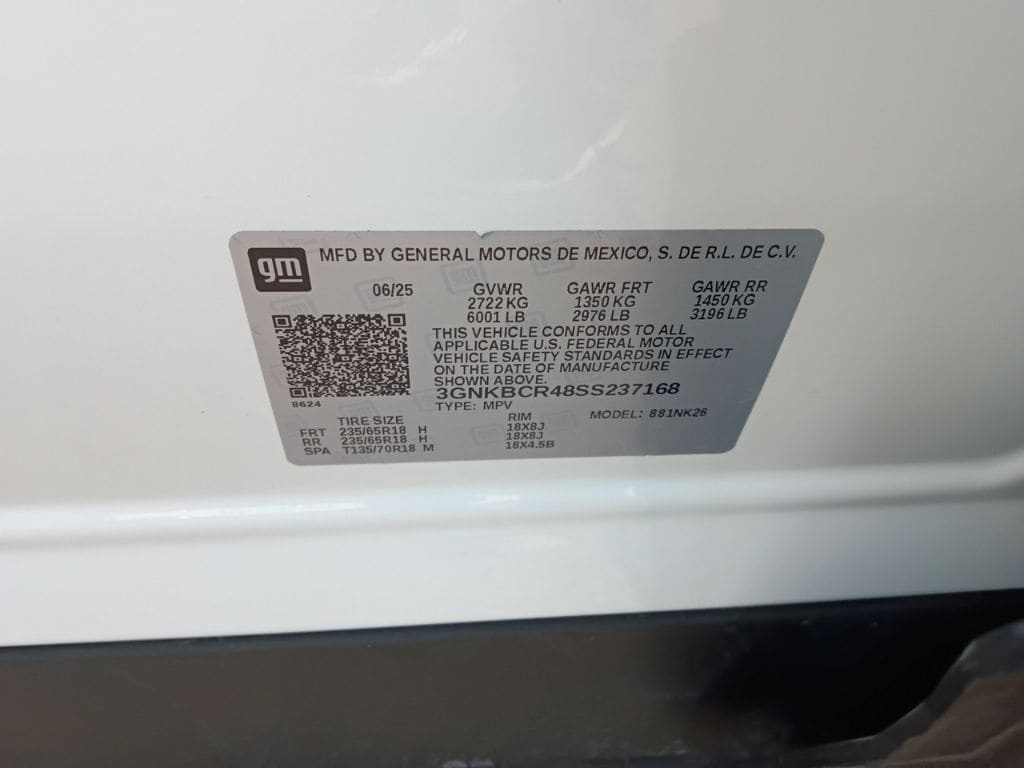 gm
MFD BY GENERAL MOTORS DE MEXICO, S. DE R.L. DE C.V.
06/25 GVWR GAWR FRT GAWR RR
2722 KG 1350 KG 1450 KG
6001 LB 2976 LB 3196 LB
THIS VEHICLE CONFORMS TO ALL
APPLICABLE U.S. FEDERAL MOTOR
VEHICLE SAFETY STANDARDS IN EFFECT
ON THE DATE OF MANUFACTURE
SHOWN ABOVE.
3GNKBCR48SS237168
8624
TYPE: MPV MODEL: 881NK26
TIRE SIZE RIM
FRT 235/65R18 H 18X8J
RR 235/65R18 H 18X8J
SPA T135/70R18 M 18X4.5B